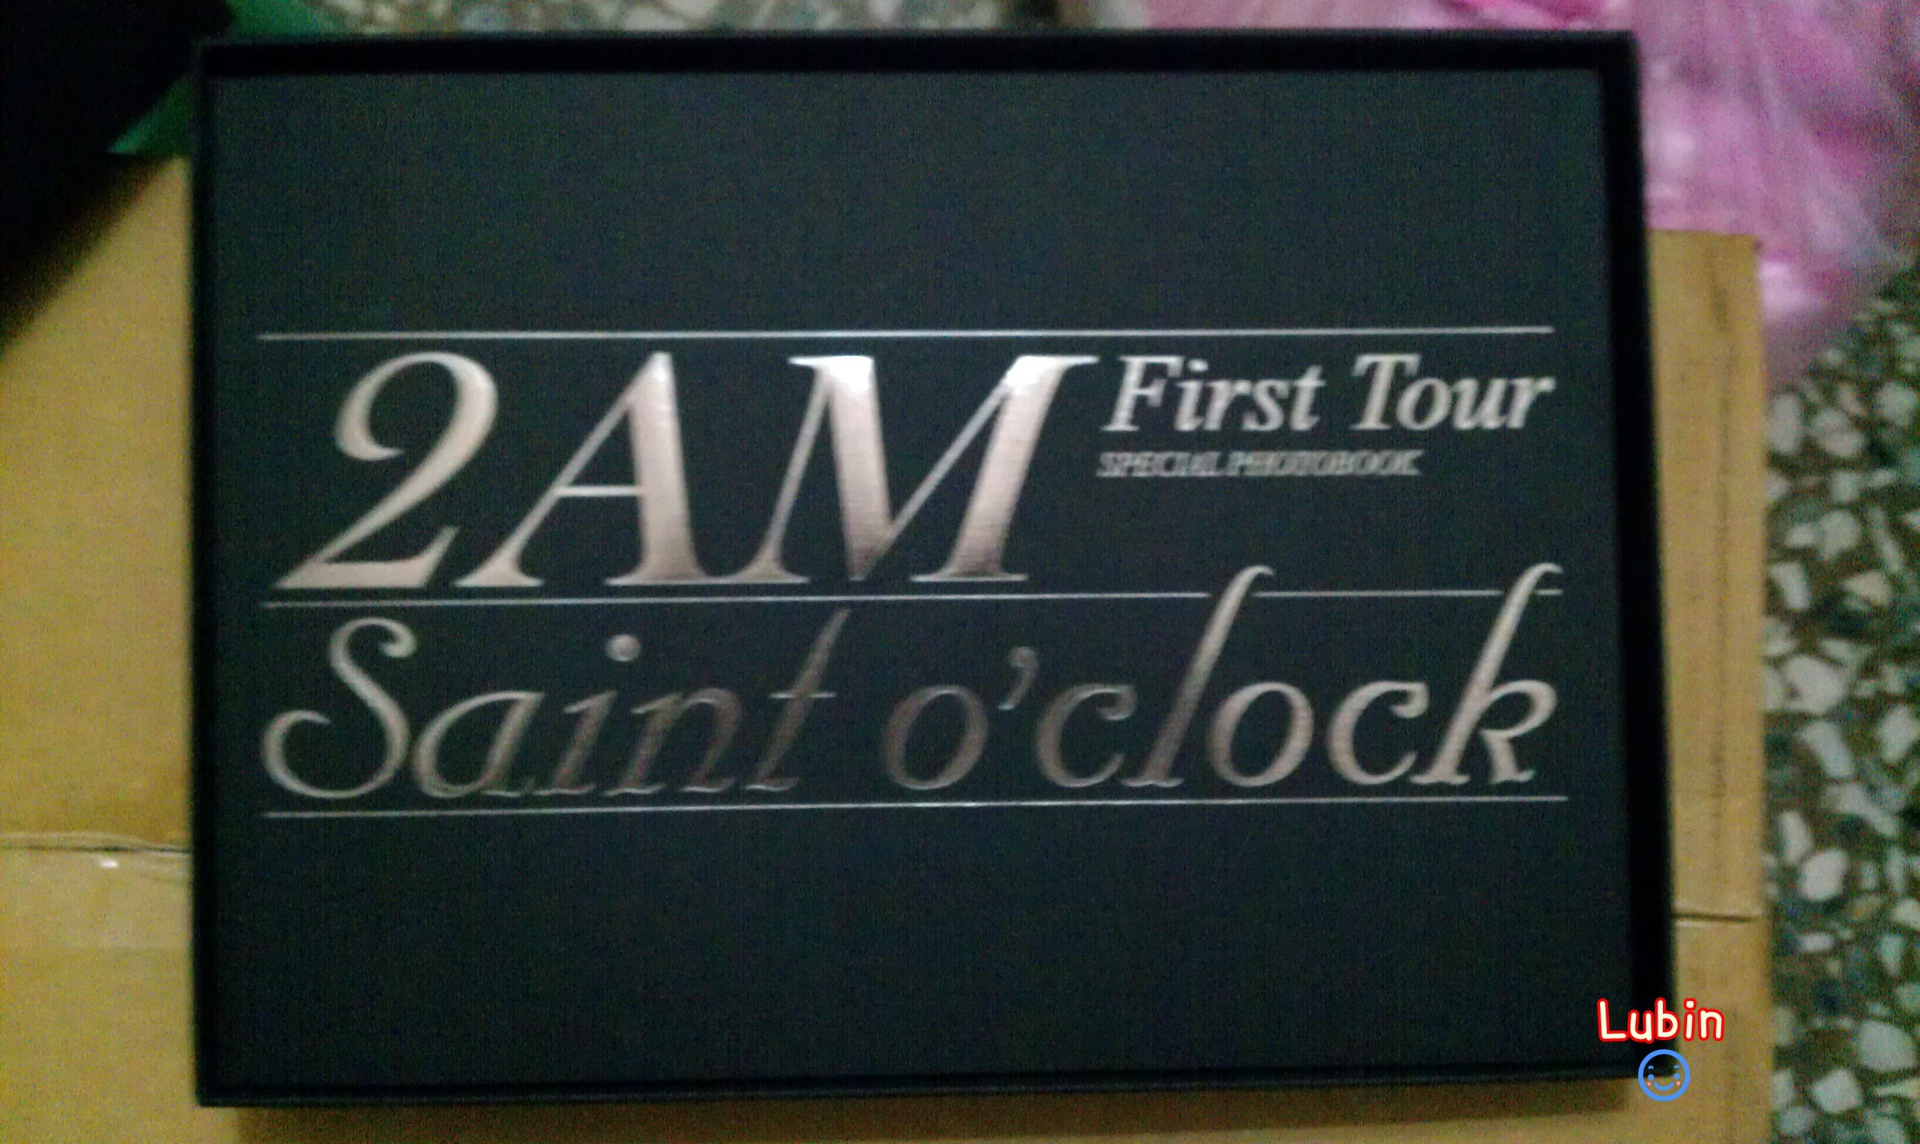 2AM First Tour
SPECIAL PHOTOBOOK
Saint o'clock
Lubin